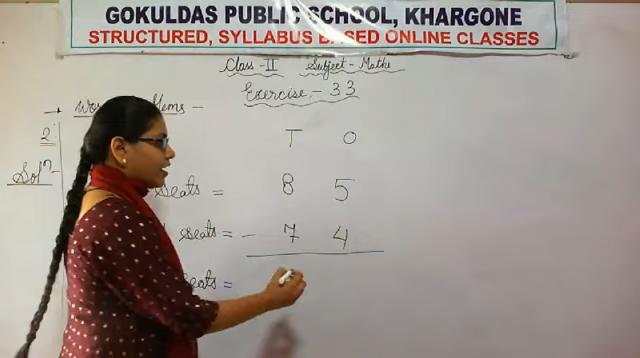 GOKULDAS PUBLIC SCHOOL, KHARGONE
STRUCTURED, SYLLABUS BASED ONLINE CLASSES
Class - II Subject - Maths
Exercise - 33
2
T O
Solⁿ-
seats = 8 5
seats = - 7 4
seats =